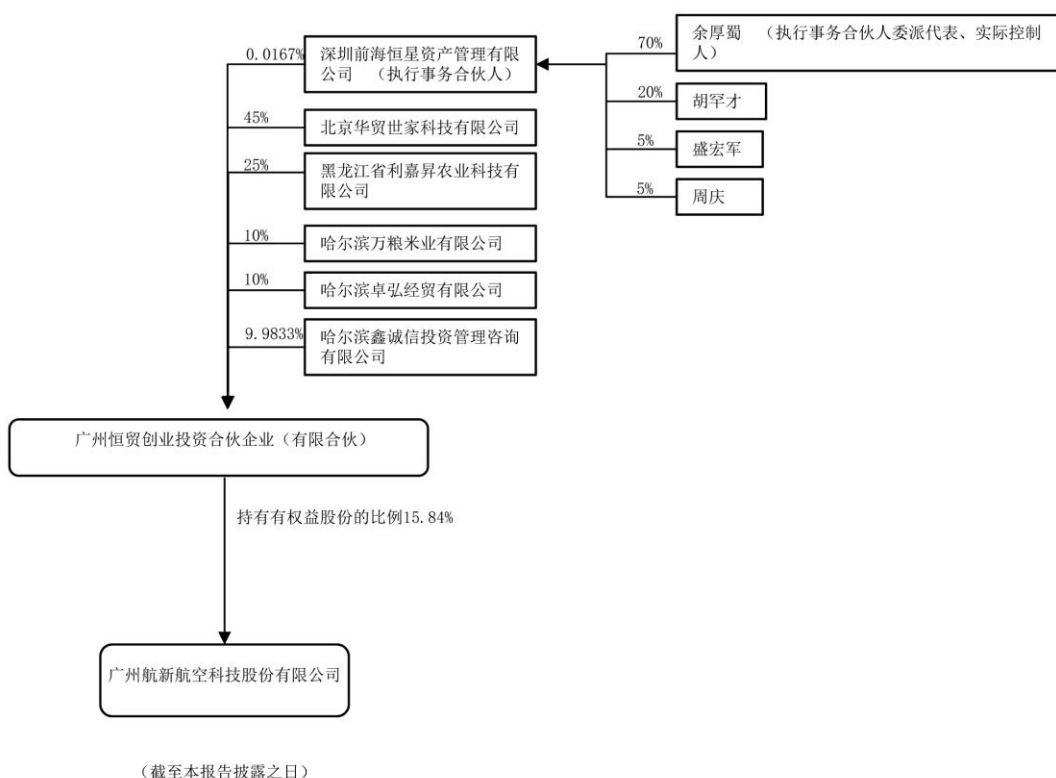 0.0167%
深圳前海恒星资产管理有限
公司 （执行事务合伙人）
70%
余厚蜀 （执行事务合伙人委派代表、实际控制
人）
20%
胡罕才
5%
盛宏军
5%
周庆
45%
北京华贸世家科技有限公司
25%
黑龙江省利嘉昇农业科技有
限公司
10%
哈尔滨万粮米业有限公司
10%
哈尔滨卓弘经贸有限公司
9.9833%
哈尔滨鑫诚信投资管理咨询
有限公司
广州恒贸创业投资合伙企业（有限合伙）
持有有权益股份的比例15.84%
广州航新航空科技股份有限公司
（截至本报告披露之日）